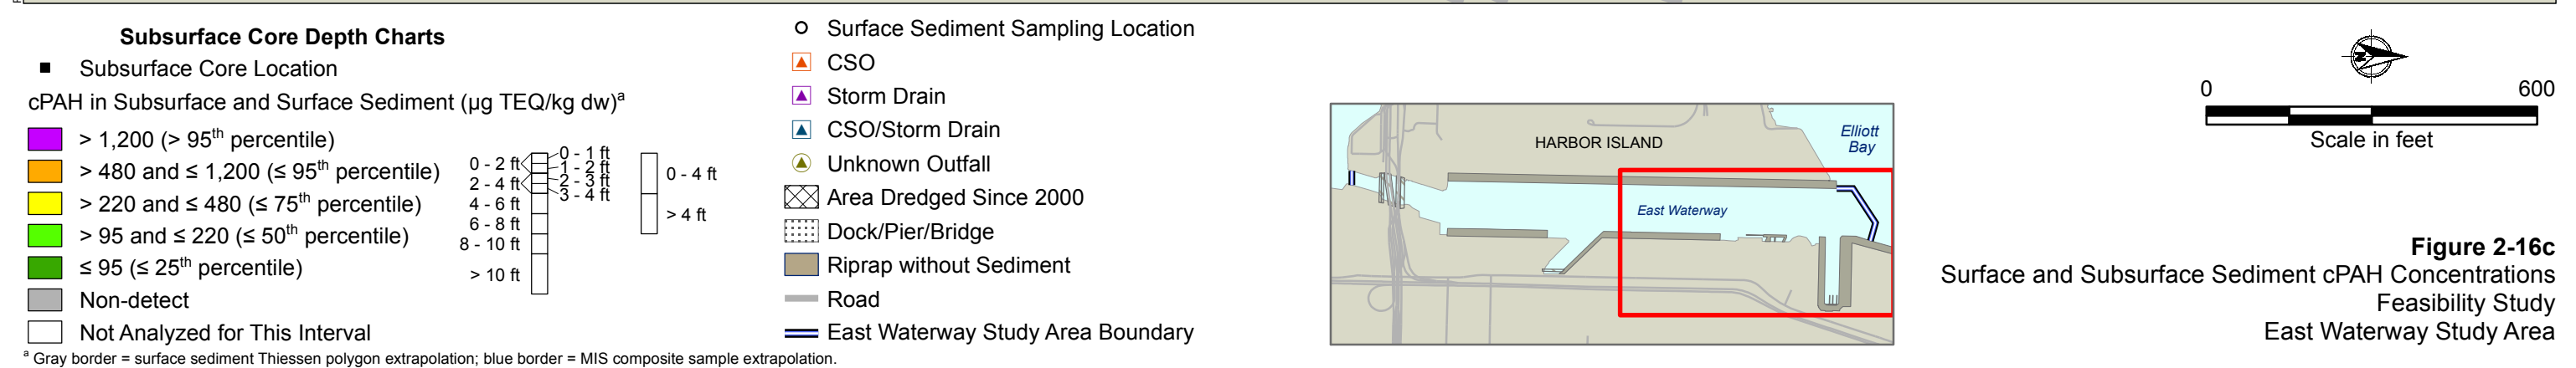 Subsurface Core Depth Charts
Subsurface Core Location
cPAH in Subsurface and Surface Sediment (µg TEQ/kg dw)a
> 1,200 (> 95th percentile)
> 480 and ≤ 1,200 (≤ 95th percentile)
> 220 and ≤ 480 (≤ 75th percentile)
> 95 and ≤ 220 (≤ 50th percentile)
≤ 95 (≤ 25th percentile)
Non-detect
Not Analyzed for This Interval
a Gray border = surface sediment Thiessen polygon extrapolation; blue border = MIS composite sample extrapolation.
0 - 2 ft
2 - 4 ft
4 - 6 ft
6 - 8 ft
8 - 10 ft
> 10 ft
0 - 1 ft
1 - 2 ft
2 - 3 ft
3 - 4 ft
0 - 4 ft
> 4 ft
Surface Sediment Sampling Location
CSO
Storm Drain
CSO/Storm Drain
Unknown Outfall
Area Dredged Since 2000
Dock/Pier/Bridge
Riprap without Sediment
Road
East Waterway Study Area Boundary
HARBOR ISLAND
Elliott
Bay
East Waterway
N
0 600
Scale in feet
Figure 2-16c
Surface and Subsurface Sediment cPAH Concentrations
Feasibility Study
East Waterway Study Area